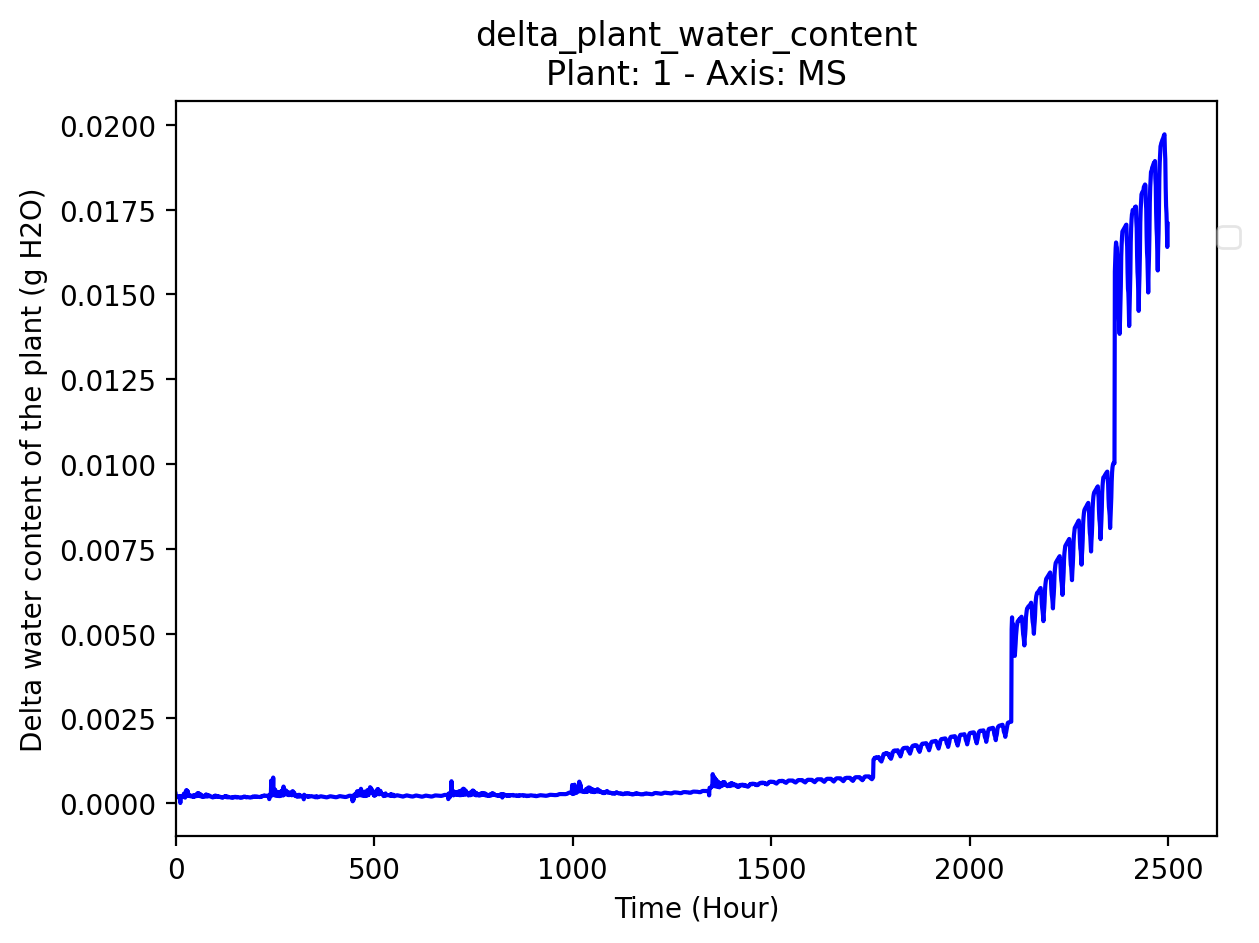 delta_plant_water_content
Plant: 1 - Axis: MS
Delta water content of the plant (g H2O)
0.0200
0.0175
0.0150
0.0125
0.0100
0.0075
0.0050
0.0025
0.0000
0 500 1000 1500 2000 2500
Time (Hour)